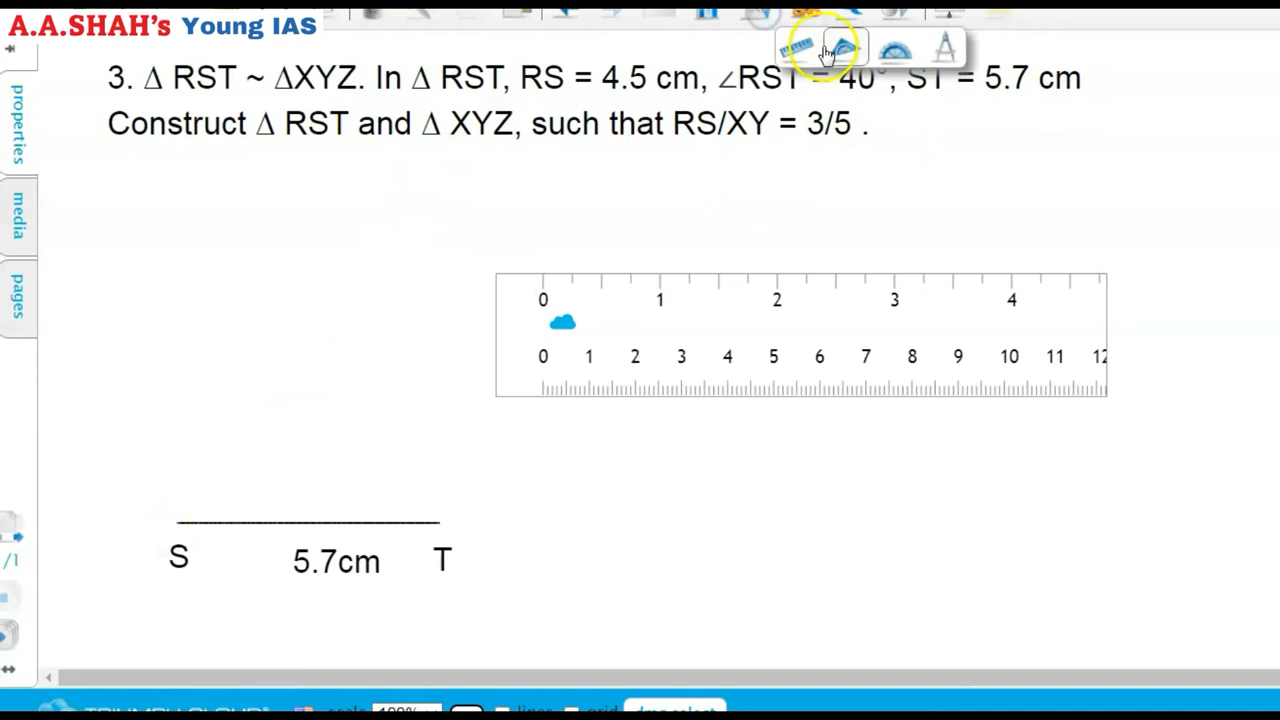 A.A.SHAH's Young IAS
3. Δ RST ~ ΔXYZ. In Δ RST, RS = 4.5 cm, ∠RST = 40°, ST = 5.7 cm
Construct Δ RST and Δ XYZ, such that RS/XY = 3/5 .
properties
media
pages
0 1 2 3 4
0 1 2 3 4 5 6 7 8 9 10 11 12
S 5.7cm T
/1